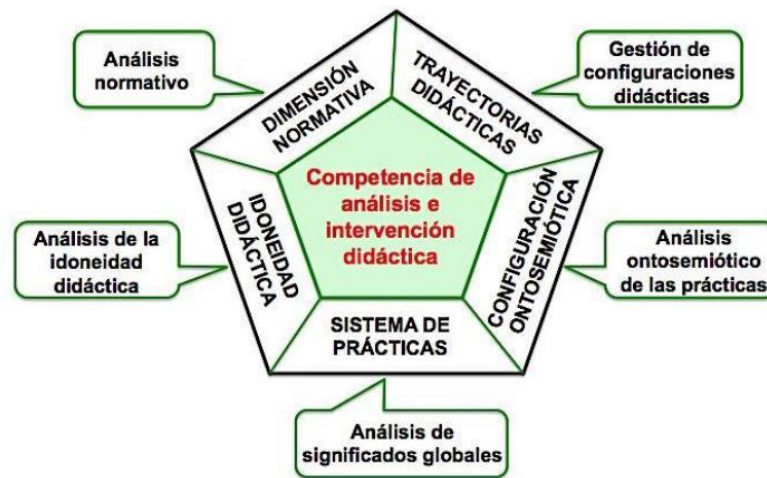 Análisis
normativo
DIMENSIÓN
NORMATIVA
TRAYECTORIAS
DIDÁCTICAS
Gestión de
configuraciones
didácticas
Competencia de
análisis e
intervención
didáctica
Análisis de la
idoneidad didáctica
IDONEIDAD
DIDÁCTICA
CONFIGURACIÓN
ONTOSEMIÓTICA
Análisis
ontosemiótico
de las prácticas
SISTEMA DE
PRÁCTICAS
Análisis de
significados globales